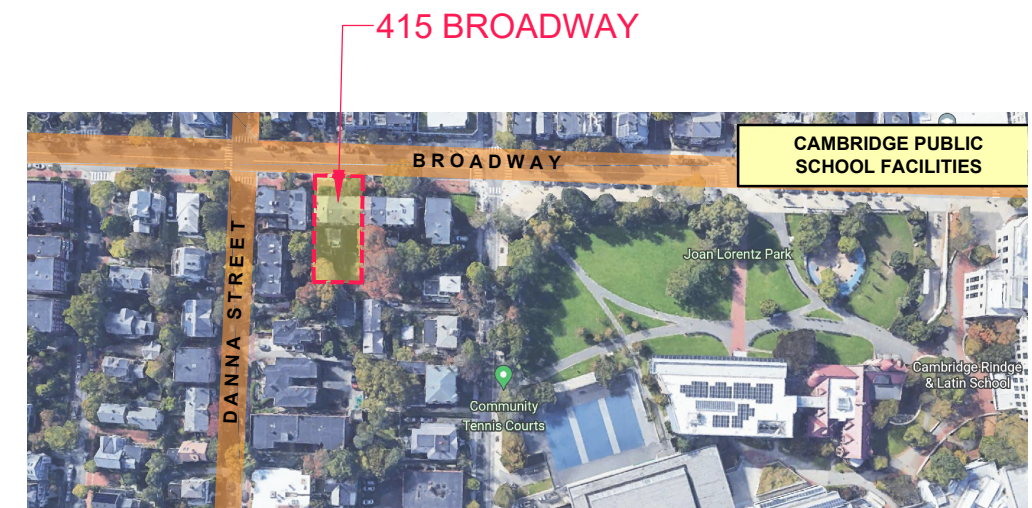 415 BROADWAY
BROADWAY
CAMBRIDGE PUBLIC
SCHOOL FACILITIES
DANNA STREET
Joan Lorentz Park
Cambridge Rindge
& Latin School
Community
Tennis Courts